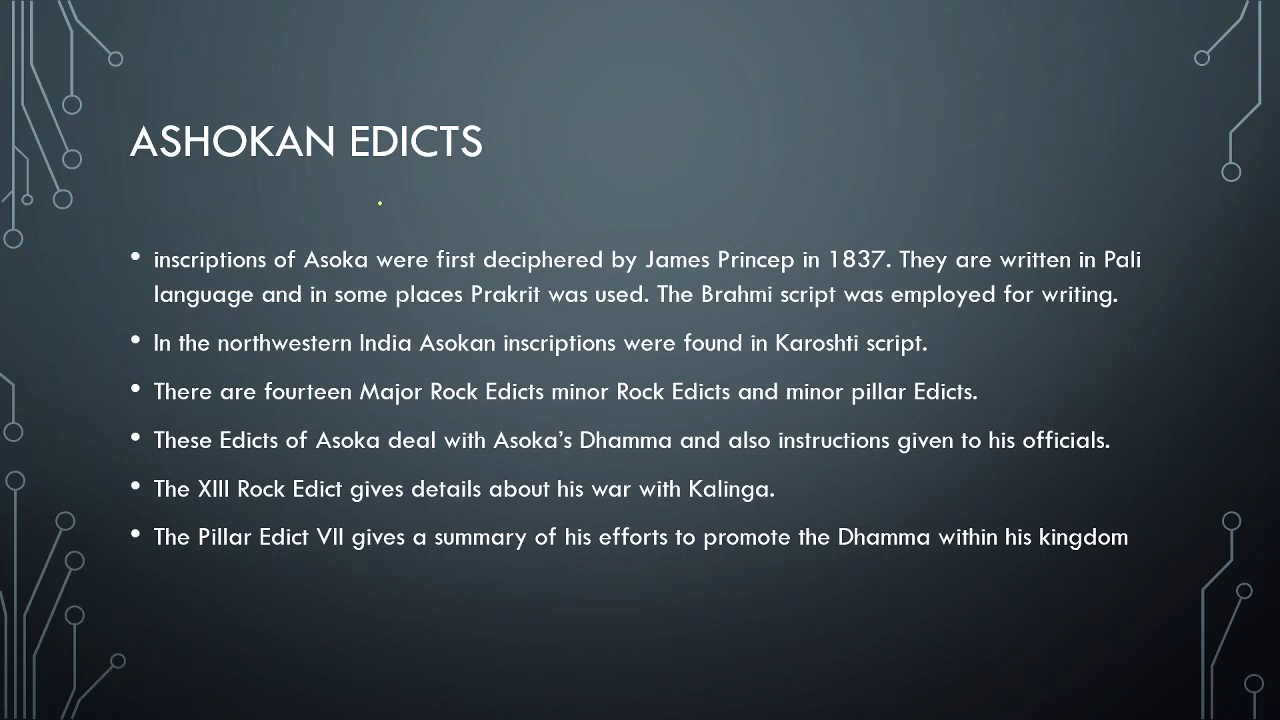 ASHOKAN EDICTS
• inscriptions of Asoka were first deciphered by James Princep in 1837. They are written in Pali
language and in some places Prakrit was used. The Brahmi script was employed for writing.
• In the northwestern India Asokan inscriptions were found in Karoshti script.
• There are fourteen Major Rock Edicts minor Rock Edicts and minor pillar Edicts.
• These Edicts of Asoka deal with Asoka's Dhamma and also instructions given to his officials.
• The XIII Rock Edict gives details about his war with Kalinga.
• The Pillar Edict VII gives a summary of his efforts to promote the Dhamma within his kingdom